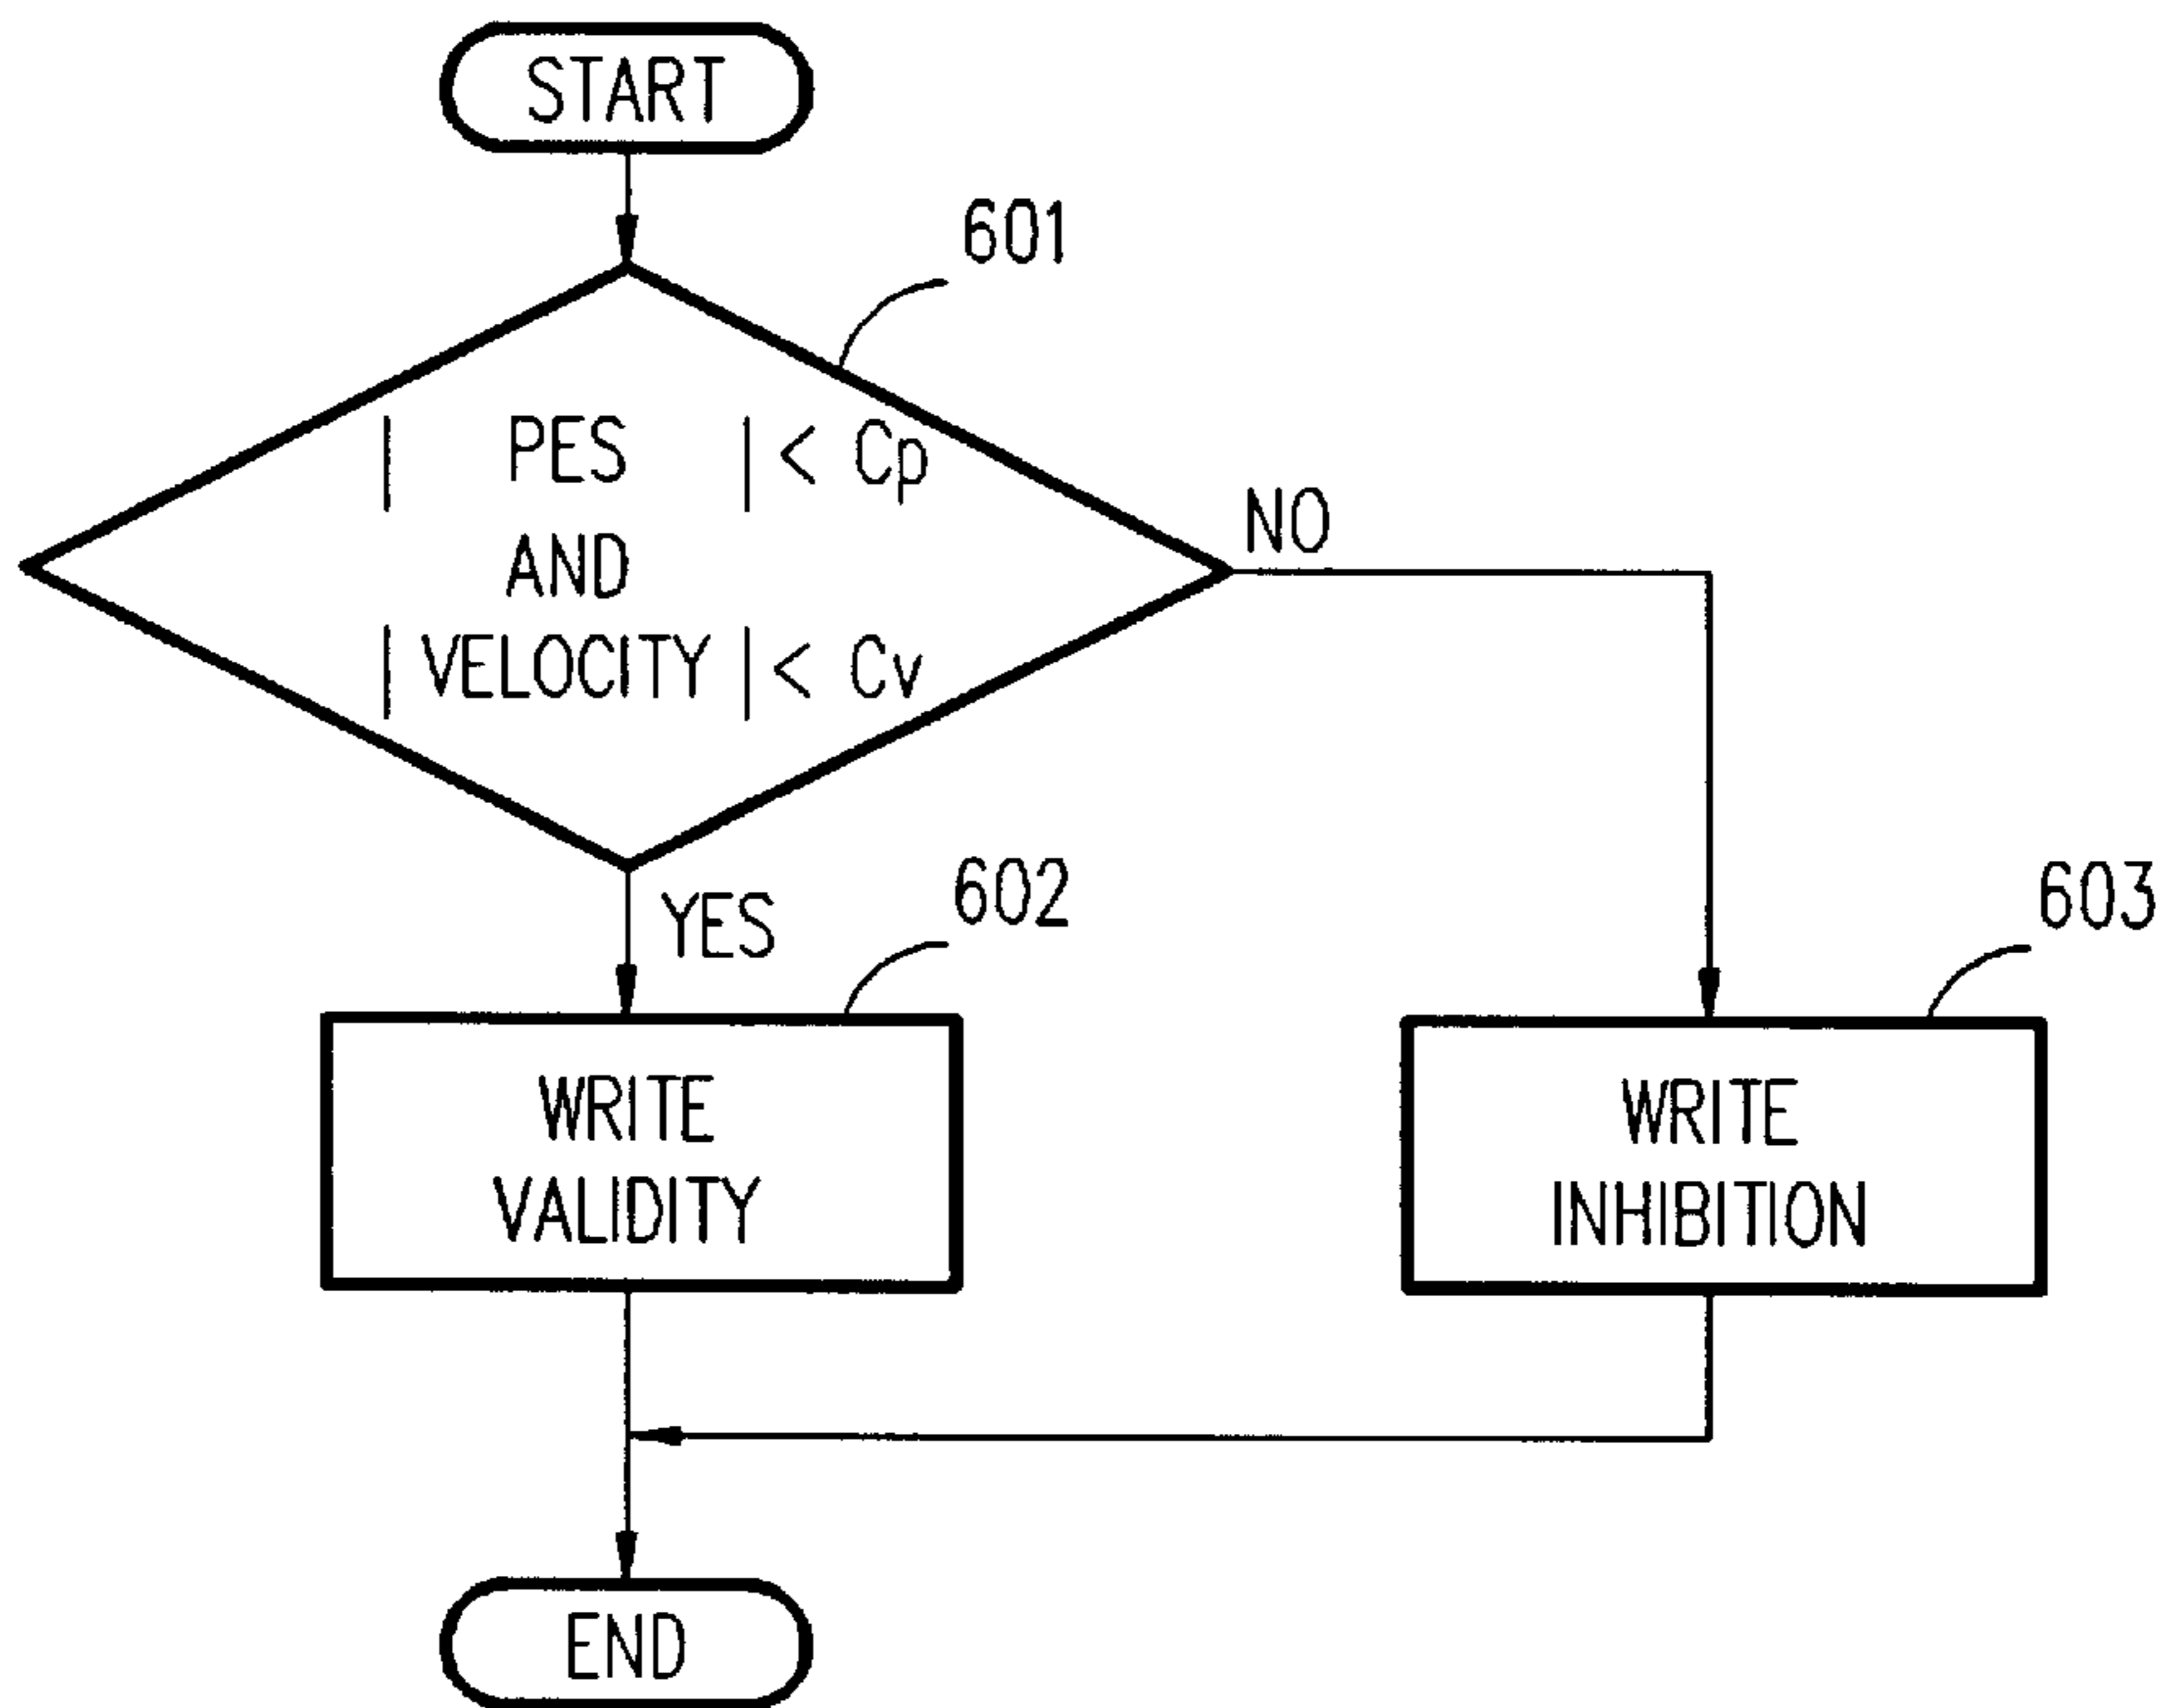 START
601
| PES | < Cp
AND
| VELOCITY | < Cv
NO
YES
602
603
WRITE
VALIDITY
WRITE
INHIBITION
END